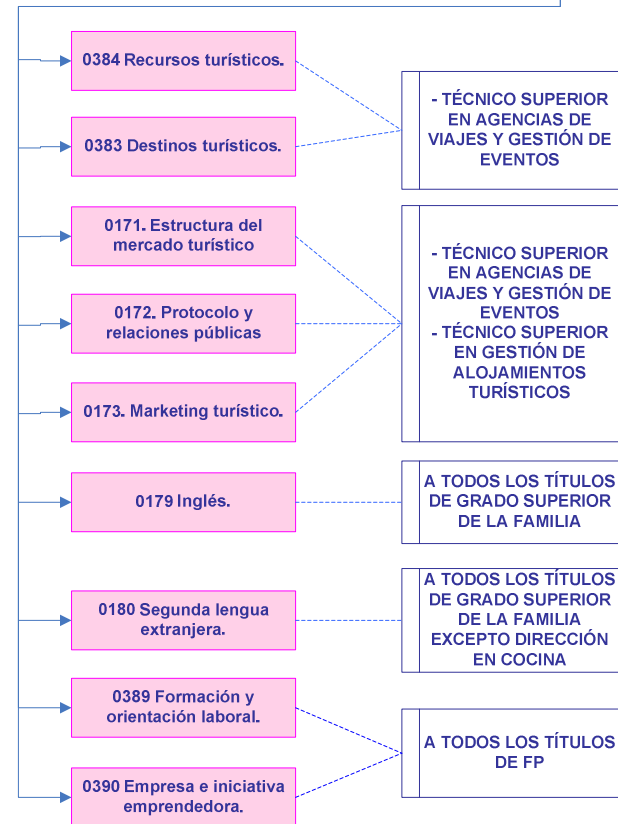 0384 Recursos turísticos.
0383 Destinos turísticos.
- TÉCNICO SUPERIOR
EN AGENCIAS DE
VIAJES Y GESTIÓN DE
EVENTOS
0171. Estructura del
mercado turístico
0172. Protocolo y
relaciones públicas
0173. Marketing turístico.
- TÉCNICO SUPERIOR
EN AGENCIAS DE
VIAJES Y GESTIÓN DE
EVENTOS
- TÉCNICO SUPERIOR
EN GESTIÓN DE
ALOJAMIENTOS
TURÍSTICOS
0179 Inglés.
A TODOS LOS TÍTULOS
DE GRADO SUPERIOR
DE LA FAMILIA
0180 Segunda lengua
extranjera.
A TODOS LOS TÍTULOS
DE GRADO SUPERIOR
DE LA FAMILIA
EXCEPTO DIRECCIÓN
EN COCINA
0389 Formación y
orientación laboral.
0390 Empresa e iniciativa
emprendedora.
A TODOS LOS TÍTULOS
DE FP